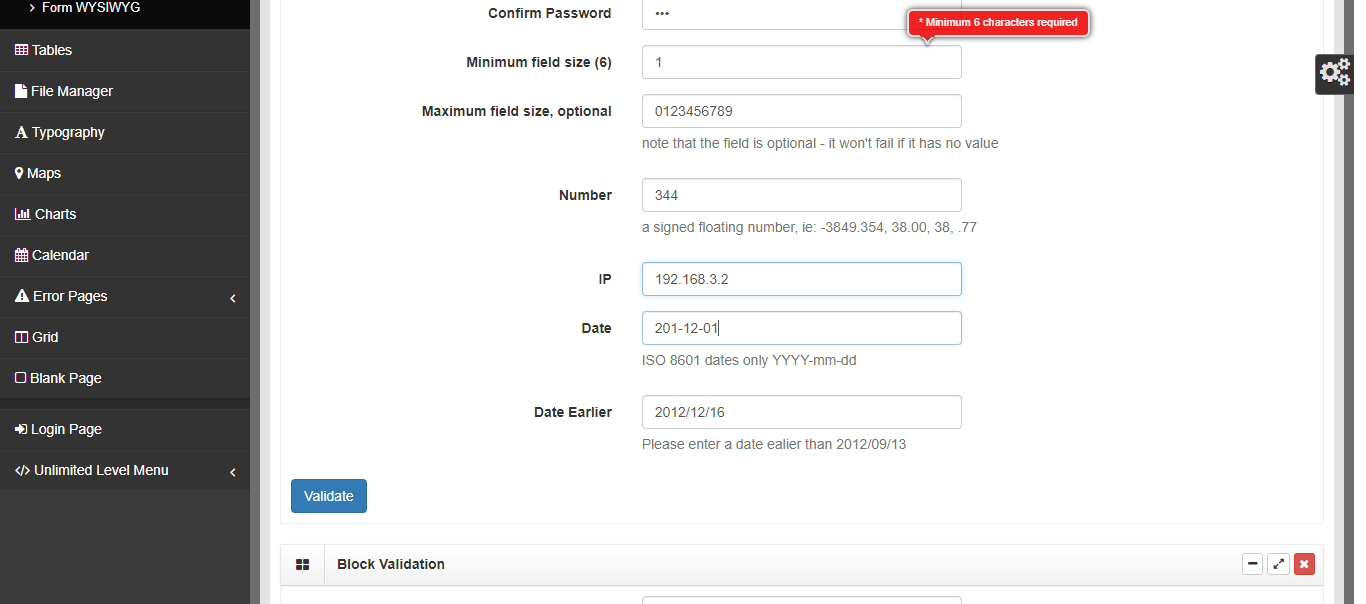 Form WYSIWYG
Tables
File Manager
Typography
Maps
Charts
Calendar
Error Pages
Grid
Blank Page
Login Page
Unlimited Level Menu
Confirm Password
* Minimum 6 characters required
Minimum field size (6)
1
Maximum field size, optional
0123456789
note that the field is optional - it won't fail if it has no value
Number
344
a signed floating number, ie: -3849.354, 38.00, 38, .77
IP
192.168.3.2
Date
201-12-01
ISO 8601 dates only YYYY-mm-dd
Date Earlier
2012/12/16
Please enter a date ealier than 2012/09/13
Validate
Block Validation